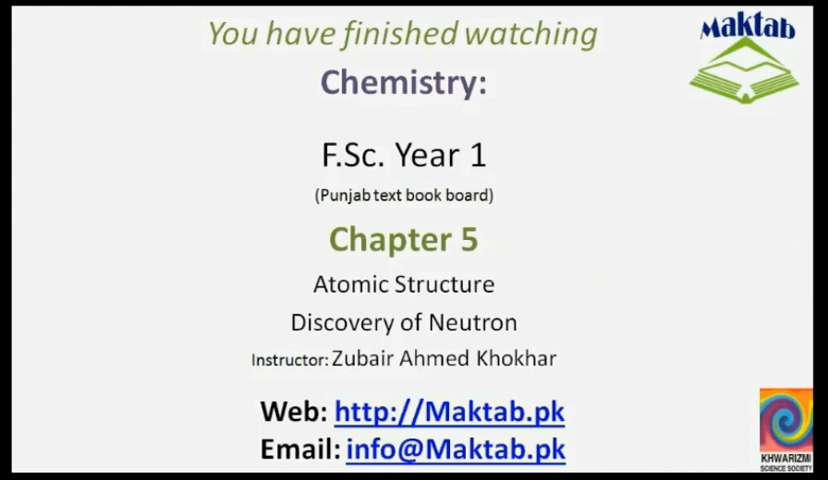 You have finished watching
Maktab
Chemistry:
F.Sc. Year 1
(Punjab text book board)
Chapter 5
Atomic Structure
Discovery of Neutron
Instructor: Zubair Ahmed Khokhar
Web: http://Maktab.pk
Email: info@Maktab.pk
KHWARIZMI
SCIENCE SOCIETY